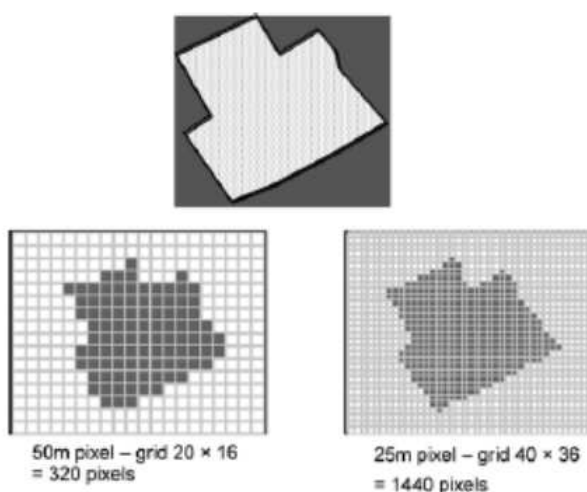 50m pixel – grid 20 × 16
= 320 pixels
25m pixel – grid 40 × 36
= 1440 pixels